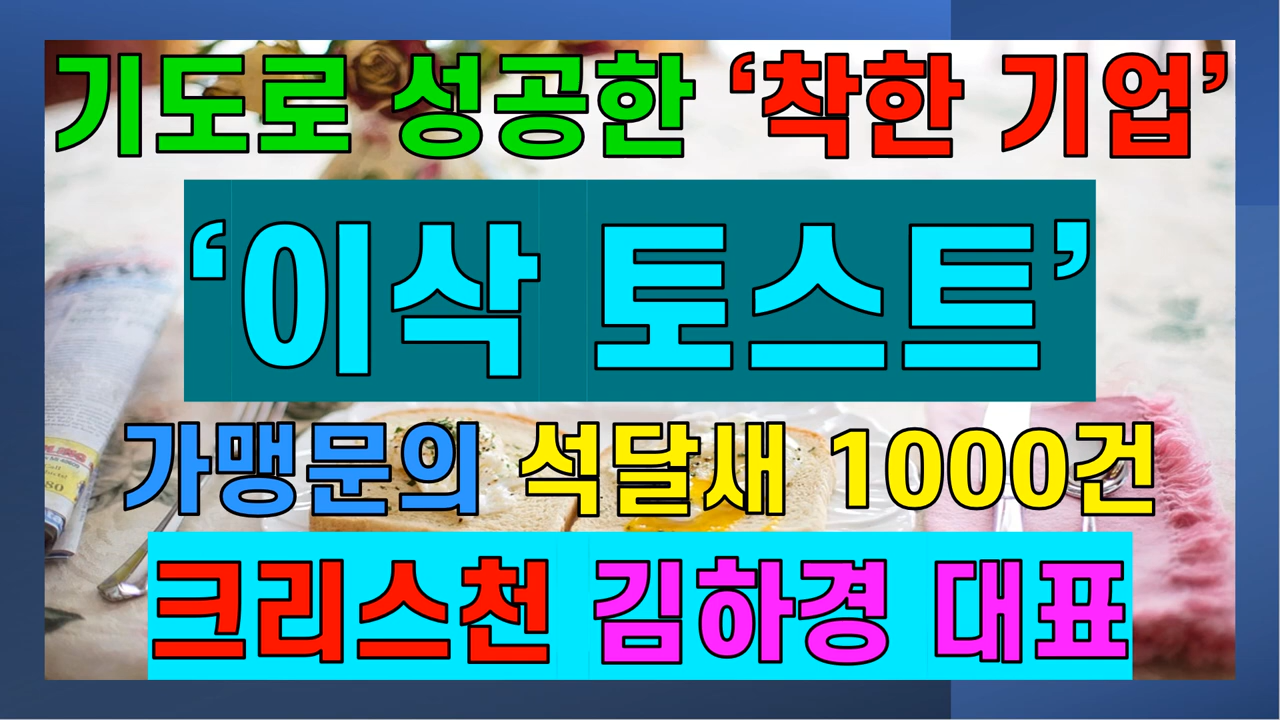 기도로 성공한 ‘착한 기업’
‘이삭 토스트’
가맹문의 석달새 1000건
크리스천 김하경 대표